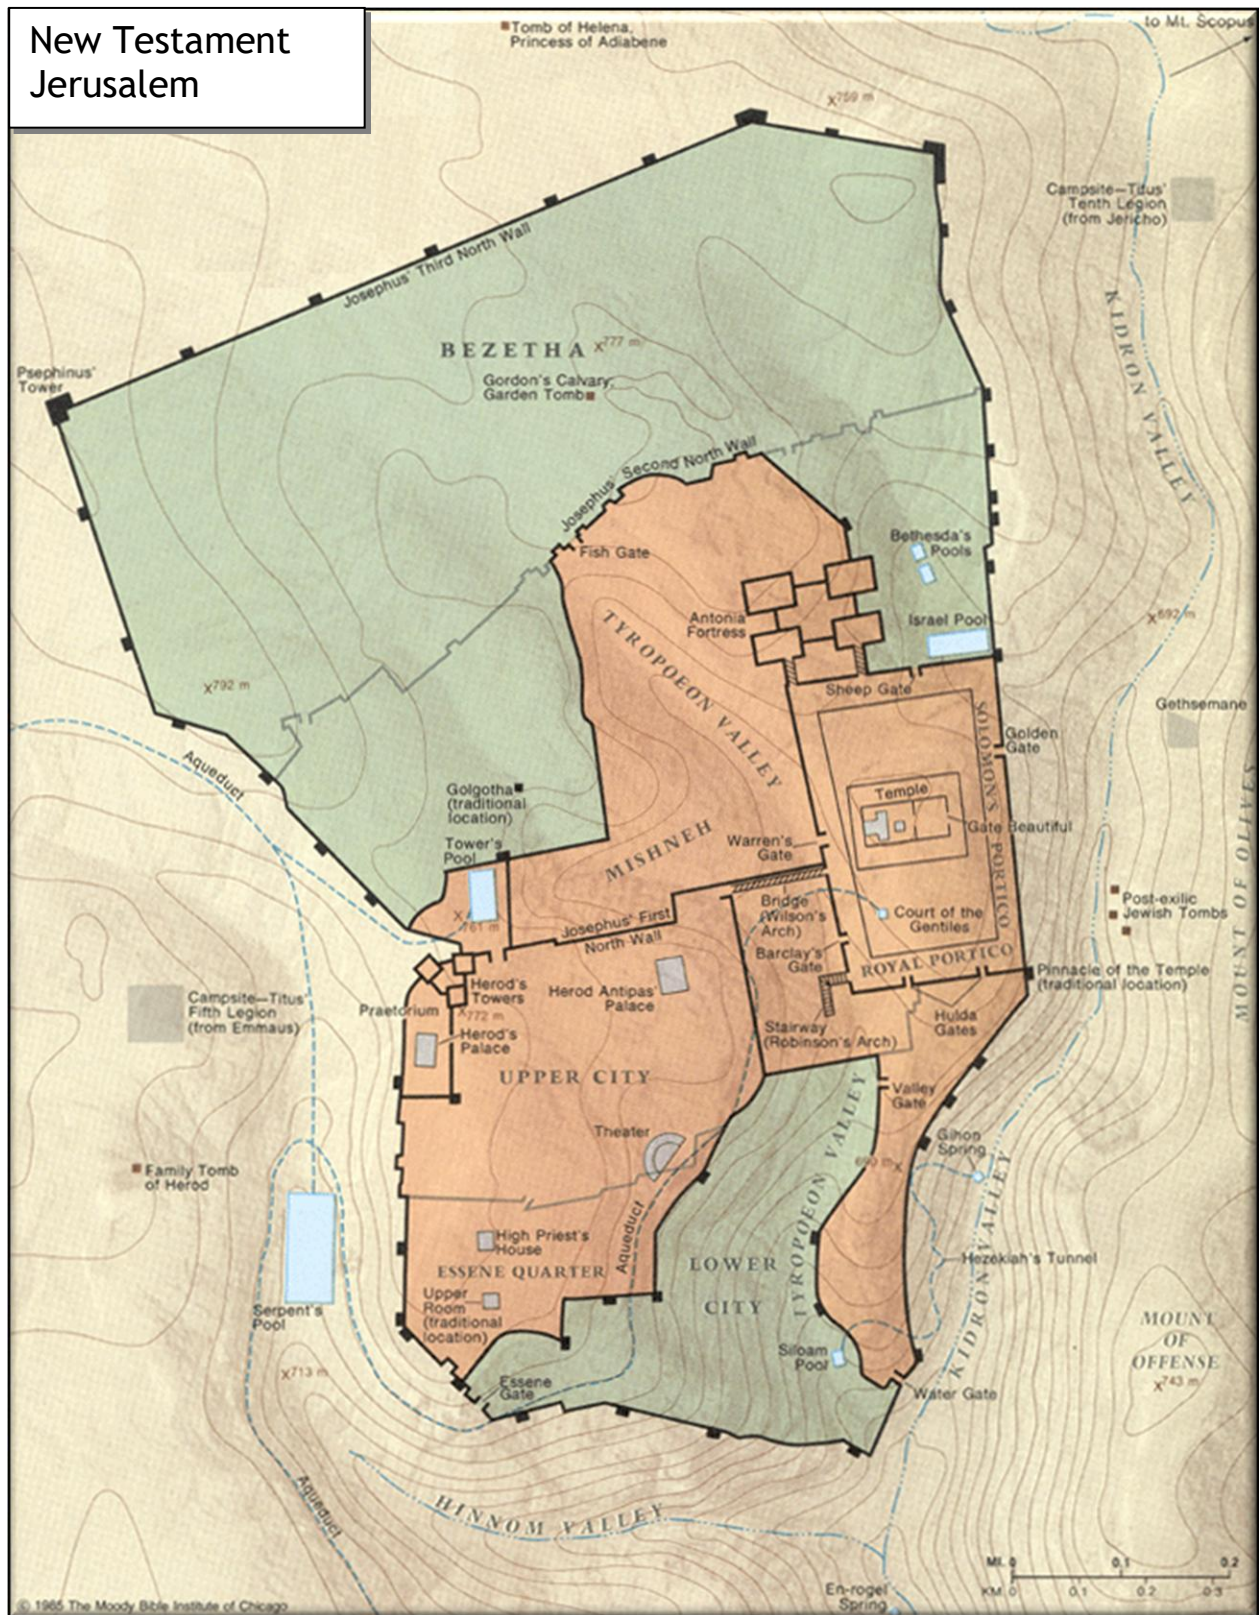 New Testament
Jerusalem
Tomb of Helena,
Princess of Adiabene
to Mt. Scopus
X759 m
Campsite—Titus'
Tenth Legion
(from Jericho)
Josephus' Third North Wall
KIDRON VALLEY
BEZETHA
X777 m
Psephinus'
Tower
Gordon's Calvary;
Garden Tomb
Josephus' Second North Wall
Fish Gate
Bethesda's
Pools
Antonia
Fortress
Israel Pool
X692 m
TYROPOEON VALLEY
X792 m
Sheep Gate
Gethsemane
SOLOMON'S PORTICO
Golden
Gate
Aqueduct
Golgotha
(traditional
location)
Temple
Gate Beautiful
MOUNT OF OLIVES
Tower's
Pool
MISHNEH
Warren's
Gate
Post-exilic
Jewish Tombs
X761 m
Josephus' First
North Wall
Bridge
(Wilson's
Arch)
Court of the
Gentiles
Barclay's
Gate
ROYAL PORTICO
Pinnacle of the Temple
(traditional location)
Campsite—Titus'
Fifth Legion
(from Emmaus)
Herod's
Towers
Praetorium
X772 m
Herod's
Palace
Herod Antipas'
Palace
Stairway
(Robinson's Arch)
Hulda
Gates
UPPER CITY
Valley
Gate
Theater
Gihon
Spring
TYROPOEON VALLEY
KIDRON VALLEY
Family Tomb
of Herod
High Priest's
House
Aqueduct
LOWER
CITY
Hezekiah's Tunnel
ESSENE QUARTER
Upper
Room
(traditional
location)
Serpent's
Pool
Siloam
Pool
MOUNT
OF
OFFENSE
X743 m
X713 m
Essene
Gate
Water Gate
Aqueduct
HINNOM VALLEY
MI. 0 0.1 0.2
KM 0 0.1 0.2 0.3
En-rogel
Spring
© 1985 The Moody Bible Institute of Chicago